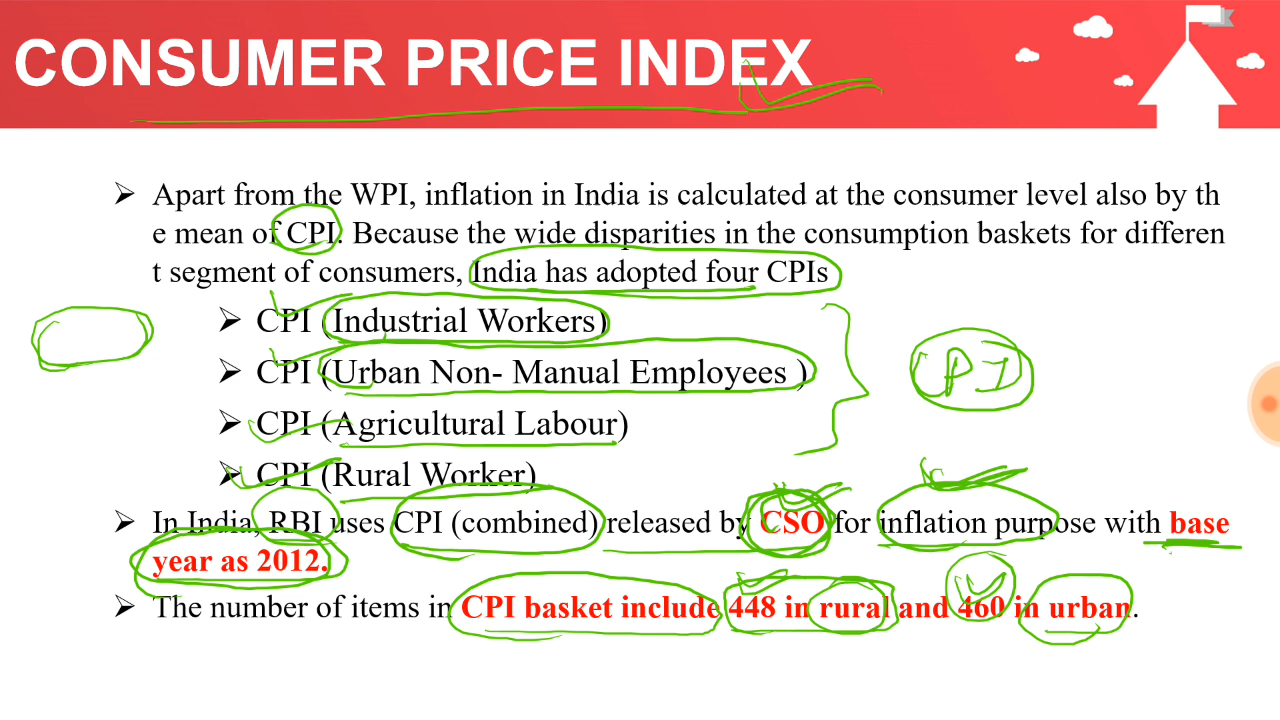 CONSUMER PRICE INDEX
➢ Apart from the WPI, inflation in India is calculated at the consumer level also by th
e mean of CPI. Because the wide disparities in the consumption baskets for differen
t segment of consumers, India has adopted four CPIs
➢ CPI (Industrial Workers)
➢ CPI (Urban Non- Manual Employees )
CPI
➢ CPI (Agricultural Labour)
➢ CPI (Rural Worker)
➢ In India, RBI uses CPI (combined) released by CSO for inflation purpose with base
year as 2012.
➢ The number of items in CPI basket include 448 in rural and 460 in urban.